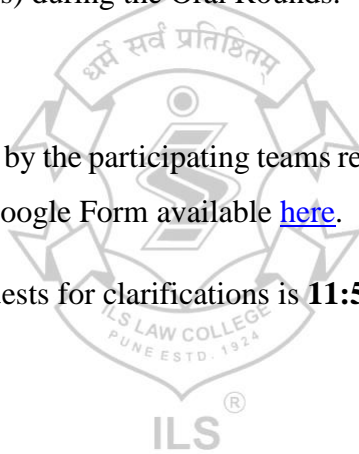 s) during the Oral Rounds.
धर्मे सर्वं प्रतिष्ठितम्
by the participating teams re
oogle Form available here.
ests for clarifications is 11:5
ILS LAW COLLEGE
PUNE ESTD. 1924
®
ILS